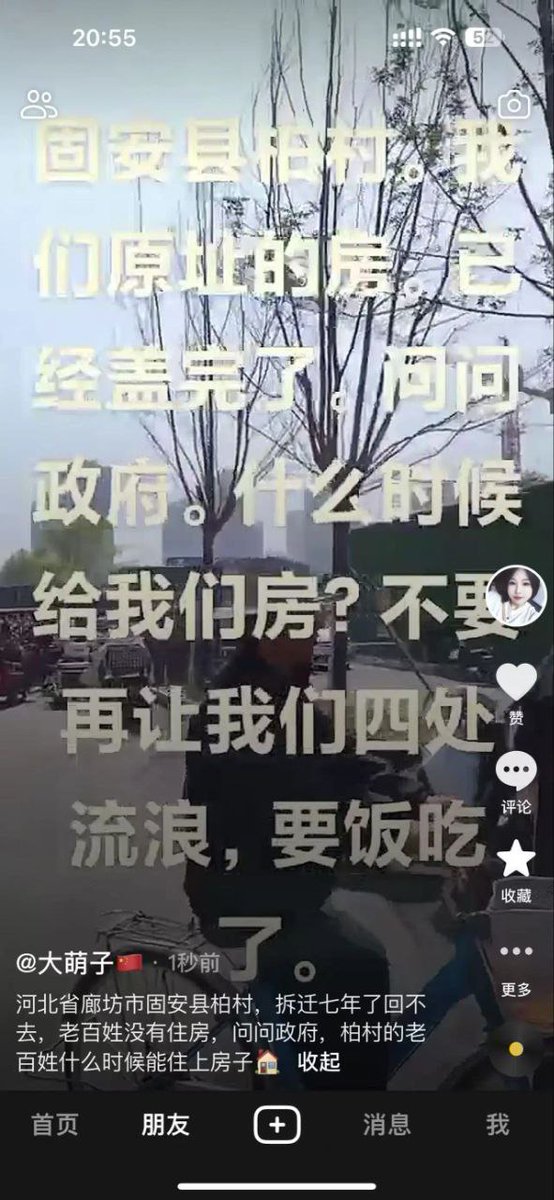 20:55
固安县柏村。我
们原址的房。已
经盖完了。问问
政府。什么时候
给我们房？不要
再让我们四处
流浪，要饭吃
了。
赞
评论
收藏
更多
@大萌子🇨🇳 · 1秒前
河北省廊坊市固安县柏村，拆迁七年了回不
去，老百姓没有住房，问问政府，柏村的老
百姓什么时候能住上房子🏠 收起
首页 朋友 消息 我